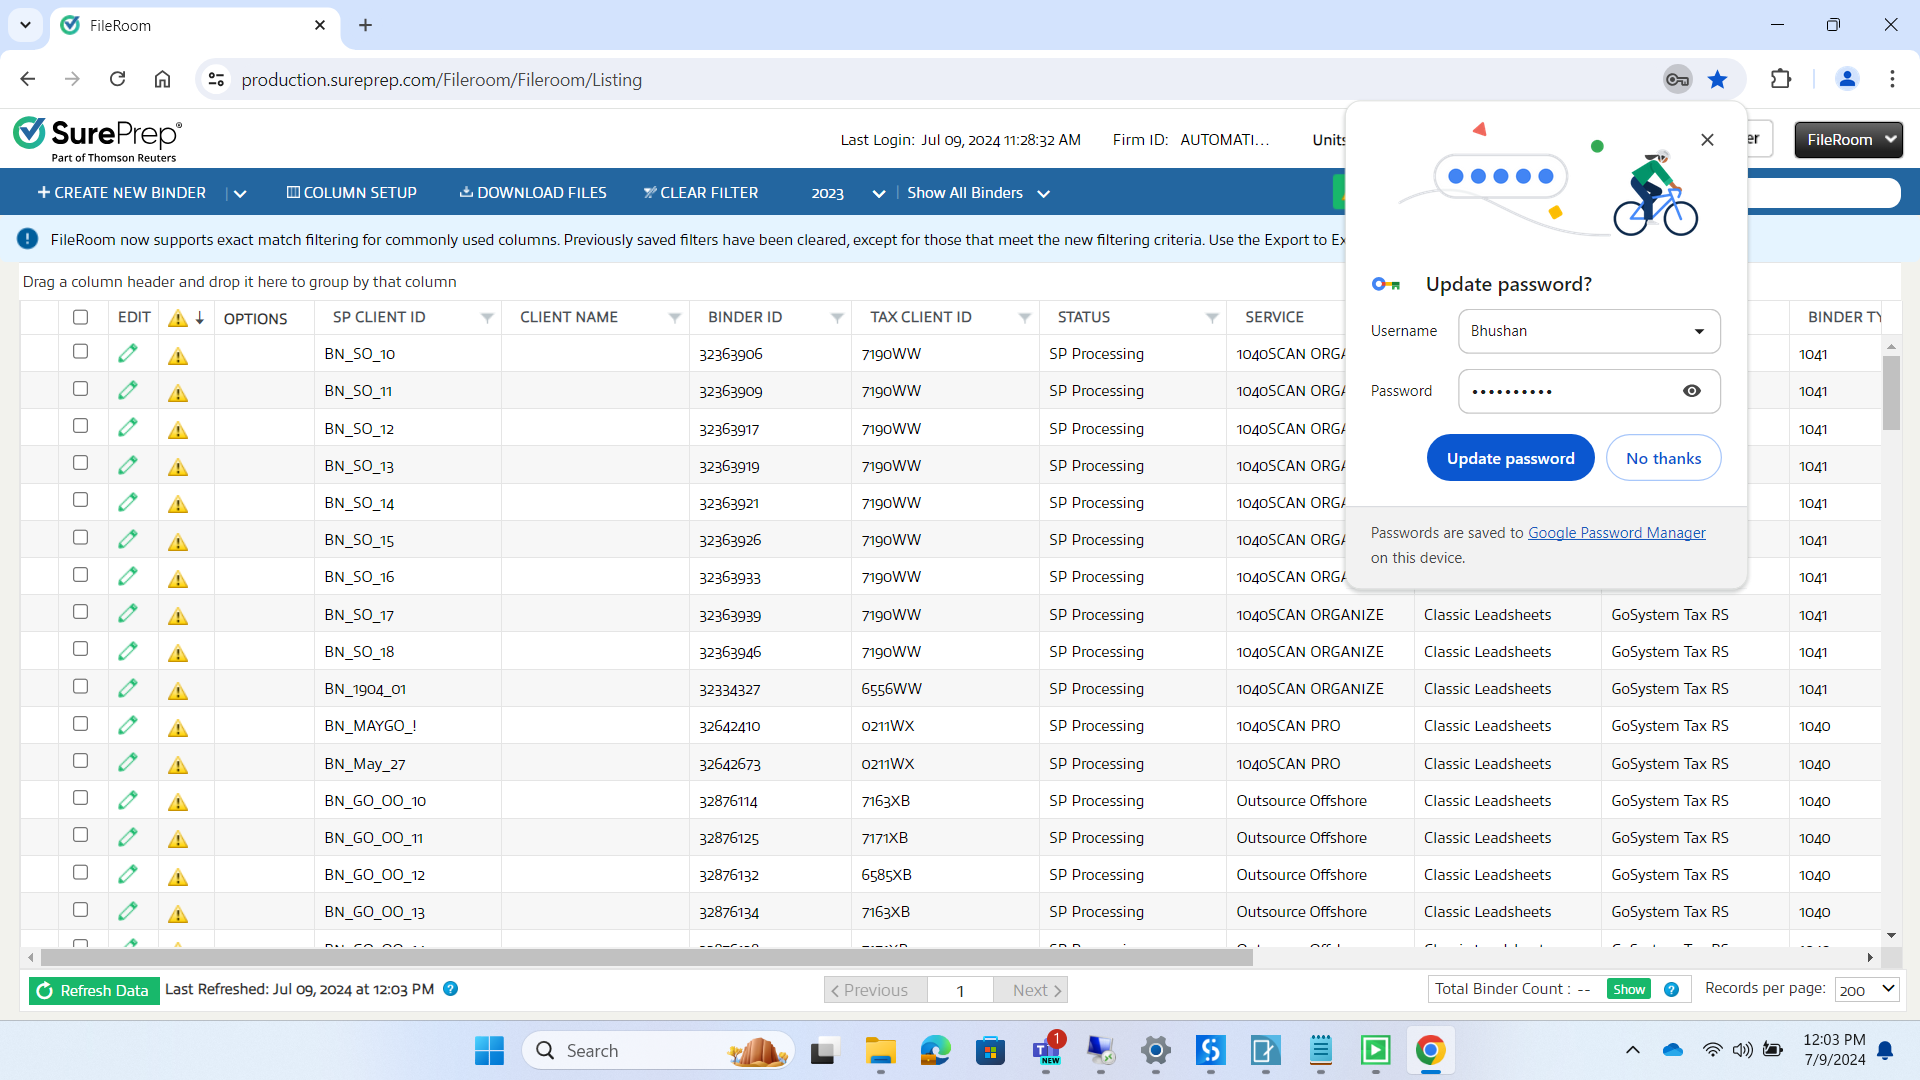 FileRoom
production.sureprep.com/Fileroom/Fileroom/Listing
SurePrep®
Part of Thomson Reuters
Last Login: Jul 09, 2024 11:28:32 AM
Firm ID: AUTOMATI...
Units
er
FileRoom
+ CREATE NEW BINDER
COLUMN SETUP
DOWNLOAD FILES
CLEAR FILTER
2023
Show All Binders
FileRoom now supports exact match filtering for commonly used columns. Previously saved filters have been cleared, except for those that meet the new filtering criteria. Use the Export to Ex
Drag a column header and drop it here to group by that column
EDIT OPTIONS SP CLIENT ID CLIENT NAME BINDER ID TAX CLIENT ID STATUS SERVICE BINDER TY
BN_SO_10 32363906 7190WW SP Processing 1040SCAN ORGA 1041
BN_SO_11 32363909 7190WW SP Processing 1040SCAN ORGA 1041
BN_SO_12 32363917 7190WW SP Processing 1040SCAN ORGA 1041
BN_SO_13 32363919 7190WW SP Processing 1040SCAN ORGA 1041
BN_SO_14 32363921 7190WW SP Processing 1040SCAN ORGA 1041
BN_SO_15 32363926 7190WW SP Processing 1040SCAN ORGA 1041
BN_SO_16 32363933 7190WW SP Processing 1040SCAN ORGA 1041
BN_SO_17 32363939 7190WW SP Processing 1040SCAN ORGANIZE Classic Leadsheets GoSystem Tax RS 1041
BN_SO_18 32363946 7190WW SP Processing 1040SCAN ORGANIZE Classic Leadsheets GoSystem Tax RS 1041
BN_1904_01 32334327 6556WW SP Processing 1040SCAN ORGANIZE Classic Leadsheets GoSystem Tax RS 1041
BN_MAYGO_! 32642410 0211WX SP Processing 1040SCAN PRO Classic Leadsheets GoSystem Tax RS 1040
BN_May_27 32642673 0211WX SP Processing 1040SCAN PRO Classic Leadsheets GoSystem Tax RS 1040
BN_GO_OO_10 32876114 7163XB SP Processing Outsource Offshore Classic Leadsheets GoSystem Tax RS 1040
BN_GO_OO_11 32876125 7171XB SP Processing Outsource Offshore Classic Leadsheets GoSystem Tax RS 1040
BN_GO_OO_12 32876132 6585XB SP Processing Outsource Offshore Classic Leadsheets GoSystem Tax RS 1040
BN_GO_OO_13 32876134 7163XB SP Processing Outsource Offshore Classic Leadsheets GoSystem Tax RS 1040
Update password?
Username Bhushan
Password ••••••••••
Update password
No thanks
Passwords are saved to Google Password Manager
on this device.
Refresh Data
Last Refreshed: Jul 09, 2024 at 12:03 PM
Previous 1 Next
Total Binder Count : -- Show
Records per page: 200
Search
1
NEW
12:03 PM
7/9/2024